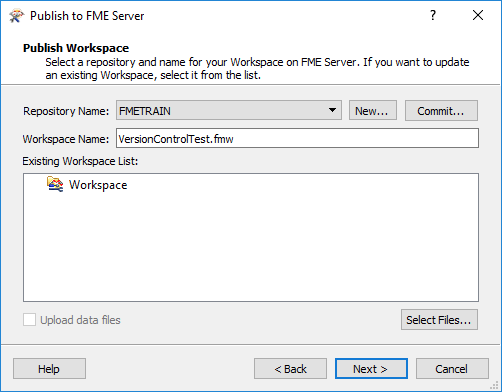 Publish to FME Server
?
Publish Workspace
Select a repository and name for your Workspace on FME Server. If you want to update
an existing Workspace, select it from the list.
Repository Name: FMETRAIN New... Commit...
Workspace Name: VersionControlTest.fmw
Existing Workspace List:
Workspace
Upload data files Select Files...
Help < Back Next > Cancel